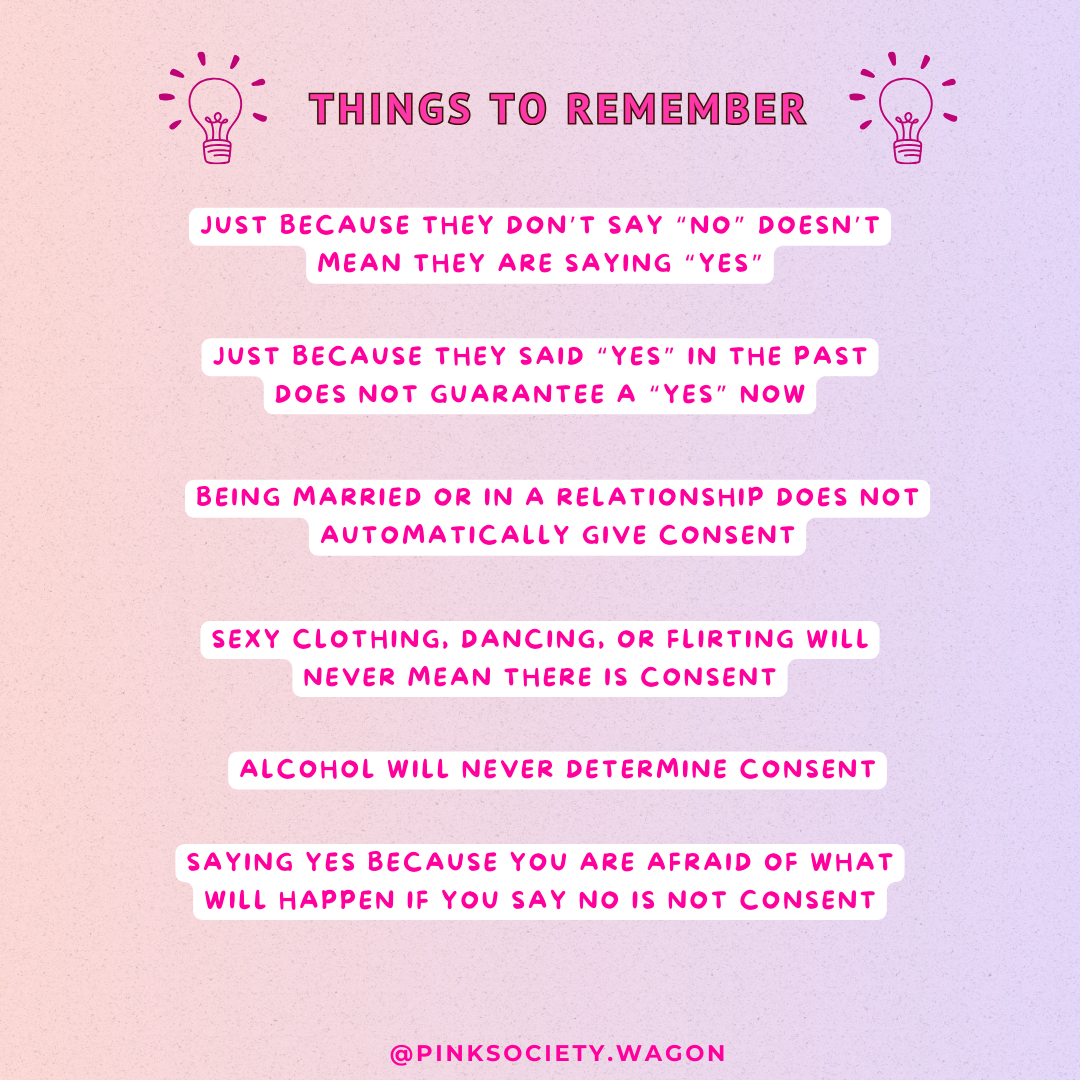 THINGS TO REMEMBER
JUST BECAUSE THEY DON'T SAY “NO” DOESN'T
MEAN THEY ARE SAYING “YES”
JUST BECAUSE THEY SAID “YES” IN THE PAST
DOES NOT GUARANTEE A “YES” NOW
BEING MARRIED OR IN A RELATIONSHIP DOES NOT
AUTOMATICALLY GIVE CONSENT
SEXY CLOTHING, DANCING, OR FLIRTING WILL
NEVER MEAN THERE IS CONSENT
ALCOHOL WILL NEVER DETERMINE CONSENT
SAYING YES BECAUSE YOU ARE AFRAID OF WHAT
WILL HAPPEN IF YOU SAY NO IS NOT CONSENT
@PINKSOCIETY.WAGON